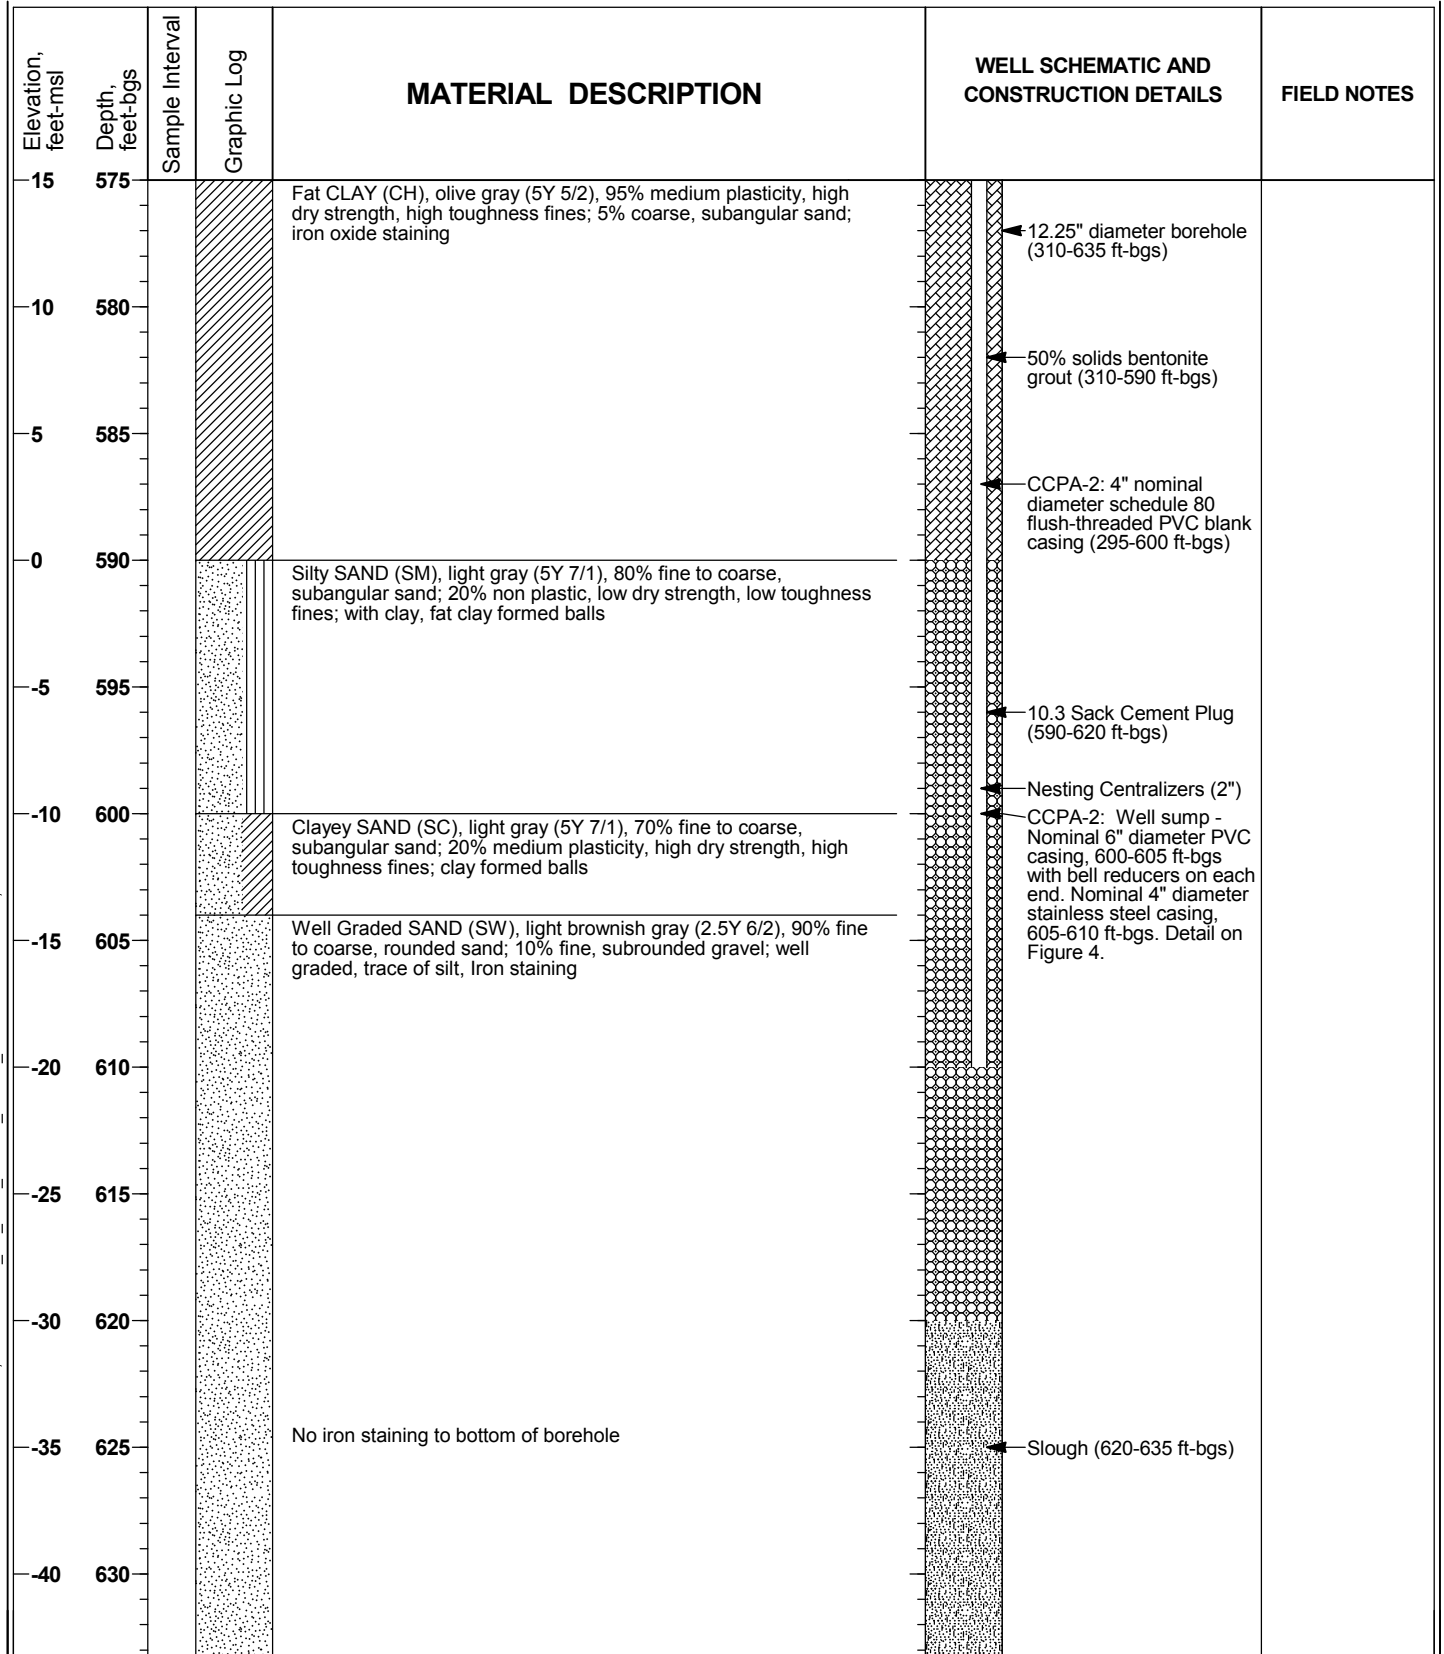 Elevation,
feet-msl
Depth,
feet-bgs
Sample Interval
Graphic Log
MATERIAL DESCRIPTION
WELL SCHEMATIC AND
CONSTRUCTION DETAILS
FIELD NOTES
15 575
Fat CLAY (CH), olive gray (5Y 5/2), 95% medium plasticity, high
dry strength, high toughness fines; 5% coarse, subangular sand;
iron oxide staining
12.25" diameter borehole
(310-635 ft-bgs)
10 580
50% solids bentonite
grout (310-590 ft-bgs)
5 585
CCPA-2: 4" nominal
diameter schedule 80
flush-threaded PVC blank
casing (295-600 ft-bgs)
0 590
Silty SAND (SM), light gray (5Y 7/1), 80% fine to coarse,
subangular sand; 20% non plastic, low dry strength, low toughness
fines; with clay, fat clay formed balls
-5 595
10.3 Sack Cement Plug
(590-620 ft-bgs)
Nesting Centralizers (2")
-10 600
Clayey SAND (SC), light gray (5Y 7/1), 70% fine to coarse,
subangular sand; 20% medium plasticity, high dry strength, high
toughness fines; clay formed balls
CCPA-2: Well sump -
Nominal 6" diameter PVC
casing, 600-605 ft-bgs
with bell reducers on each
end. Nominal 4" diameter
stainless steel casing,
605-610 ft-bgs. Detail on
Figure 4.
Well Graded SAND (SW), light brownish gray (2.5Y 6/2), 90% fine
to coarse, rounded sand; 10% fine, subrounded gravel; well
graded, trace of silt, Iron staining
-15 605
-20 610
-25 615
-30 620
No iron staining to bottom of borehole
-35 625
Slough (620-635 ft-bgs)
-40 630